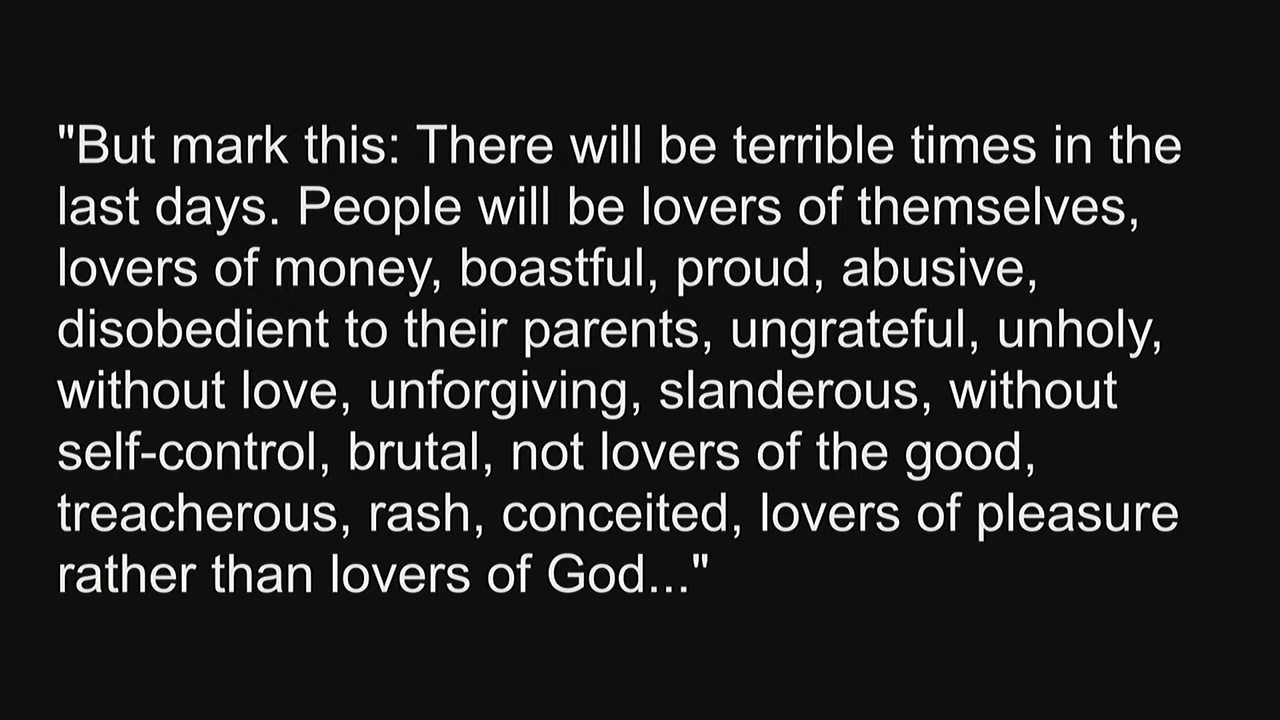 "But mark this: There will be terrible times in the
last days. People will be lovers of themselves,
lovers of money, boastful, proud, abusive,
disobedient to their parents, ungrateful, unholy,
without love, unforgiving, slanderous, without
self-control, brutal, not lovers of the good,
treacherous, rash, conceited, lovers of pleasure
rather than lovers of God..."